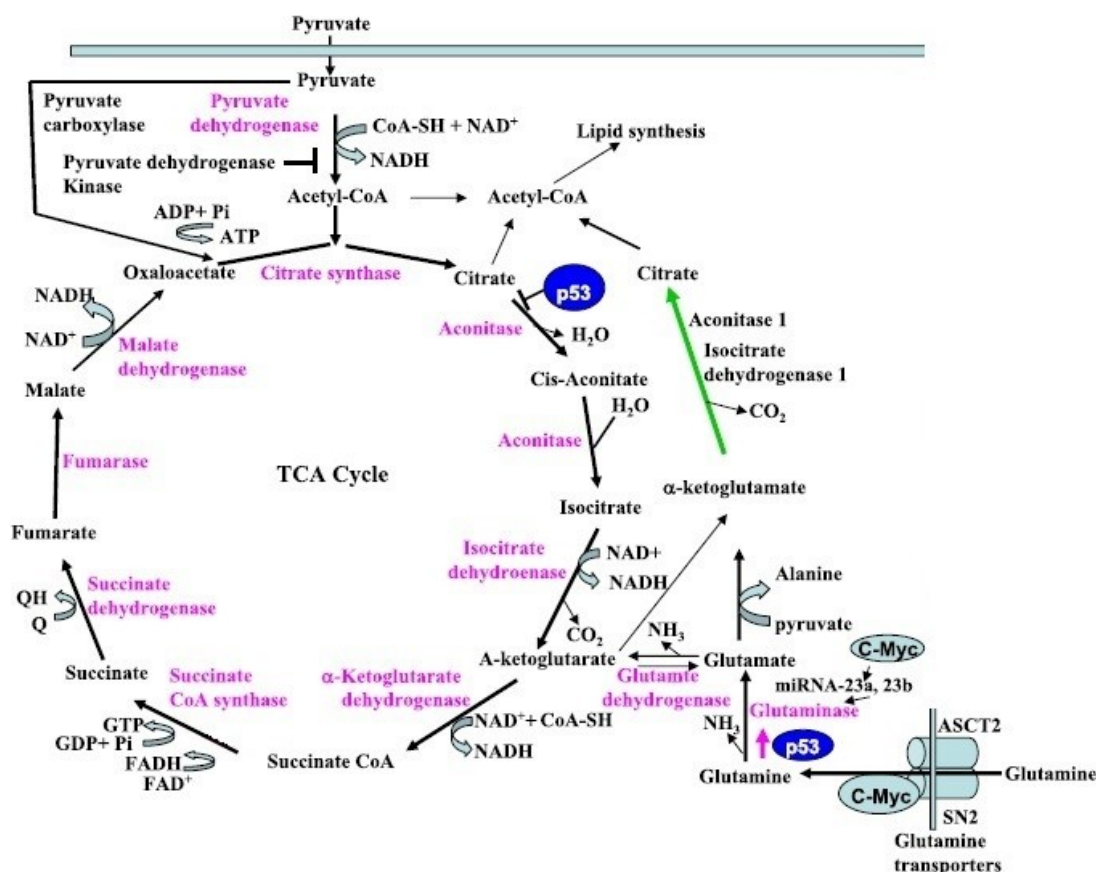 Pyruvate
Pyruvate
Pyruvate
carboxylase
Pyruvate
dehydrogenase
CoA-SH + NAD⁺
NADH
Lipid synthesis
Pyruvate dehydrogenase
Kinase
Acetyl-CoA
Acetyl-CoA
ADP+ Pi
ATP
Oxaloacetate
Citrate synthase
Citrate
Citrate
p53
NADH
NAD⁺
Malate
dehydrogenase
Aconitase
H₂O
Aconitase 1
Isocitrate
dehydrogenase 1
CO₂
Malate
Cis-Aconitate
H₂O
Aconitase
Fumarase
TCA Cycle
Isocitrate
α-ketoglutamate
Fumarate
Isocitrate
dehydroenase
NAD+
NADH
CO₂
Succinate
dehydrogenase
QH
Q
Alanine
pyruvate
NH₃
C-Myc
Succinate
Succinate
CoA synthase
α-Ketoglutarate
dehydrogenase
A-ketoglutarate
Glutamate
Glutamte
dehydrogenase
miRNA-23a, 23b
Glutaminase
NH₃
p53
ASCT2
GTP
GDP+ Pi
FADH
FAD⁺
Succinate CoA
NAD⁺+ CoA-SH
NADH
Glutamine
Glutamine
C-Myc
SN2
Glutamine
transporters